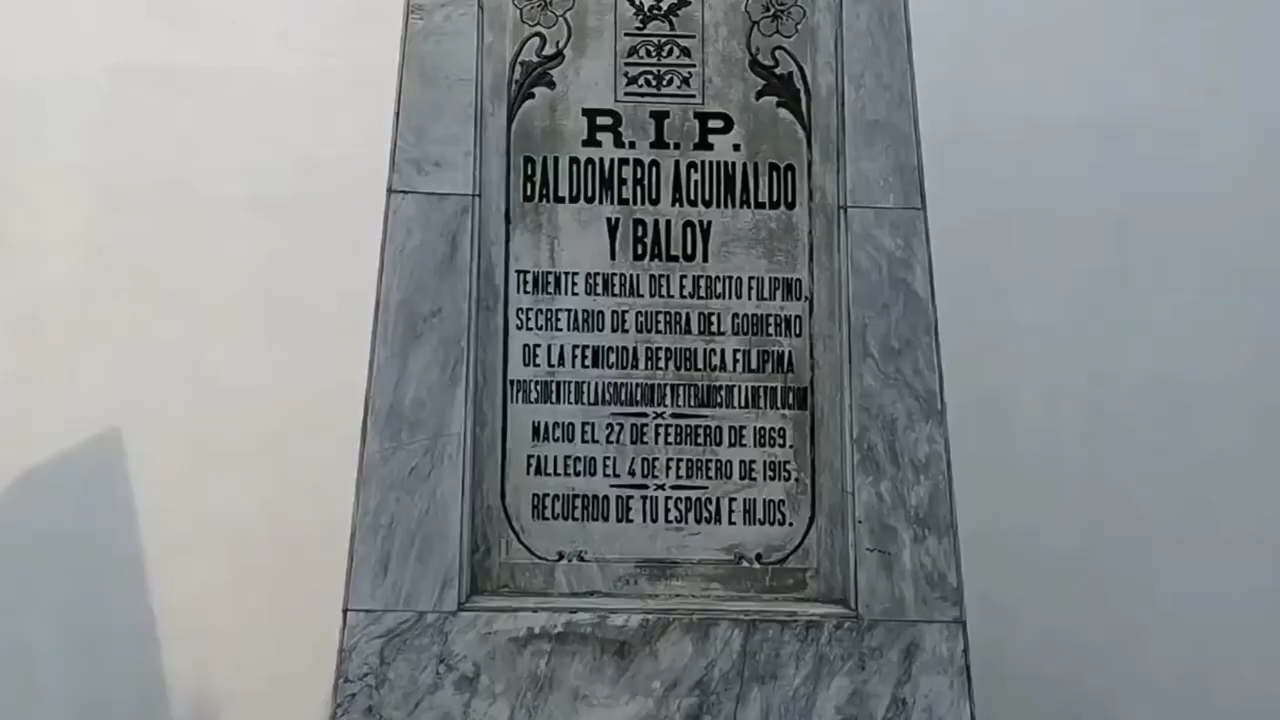 R.I.P.
BALDOMERO AGUINALDO
Y BALOY
TENIENTE GENERAL DEL EJERCITO FILIPINO,
SECRETARIO DE GUERRA DEL GOBIERNO
DE LA FENICIDA REPUBLICA FILIPINA
Y PRESIDENTE DE LA ASOCIACION DE VETERANOS DE LA REVOLUCION
NACIO EL 27 DE FEBRERO DE 1869.
FALLECIO EL 4 DE FEBRERO DE 1915.
RECUERDO DE TU ESPOSA E HIJOS.